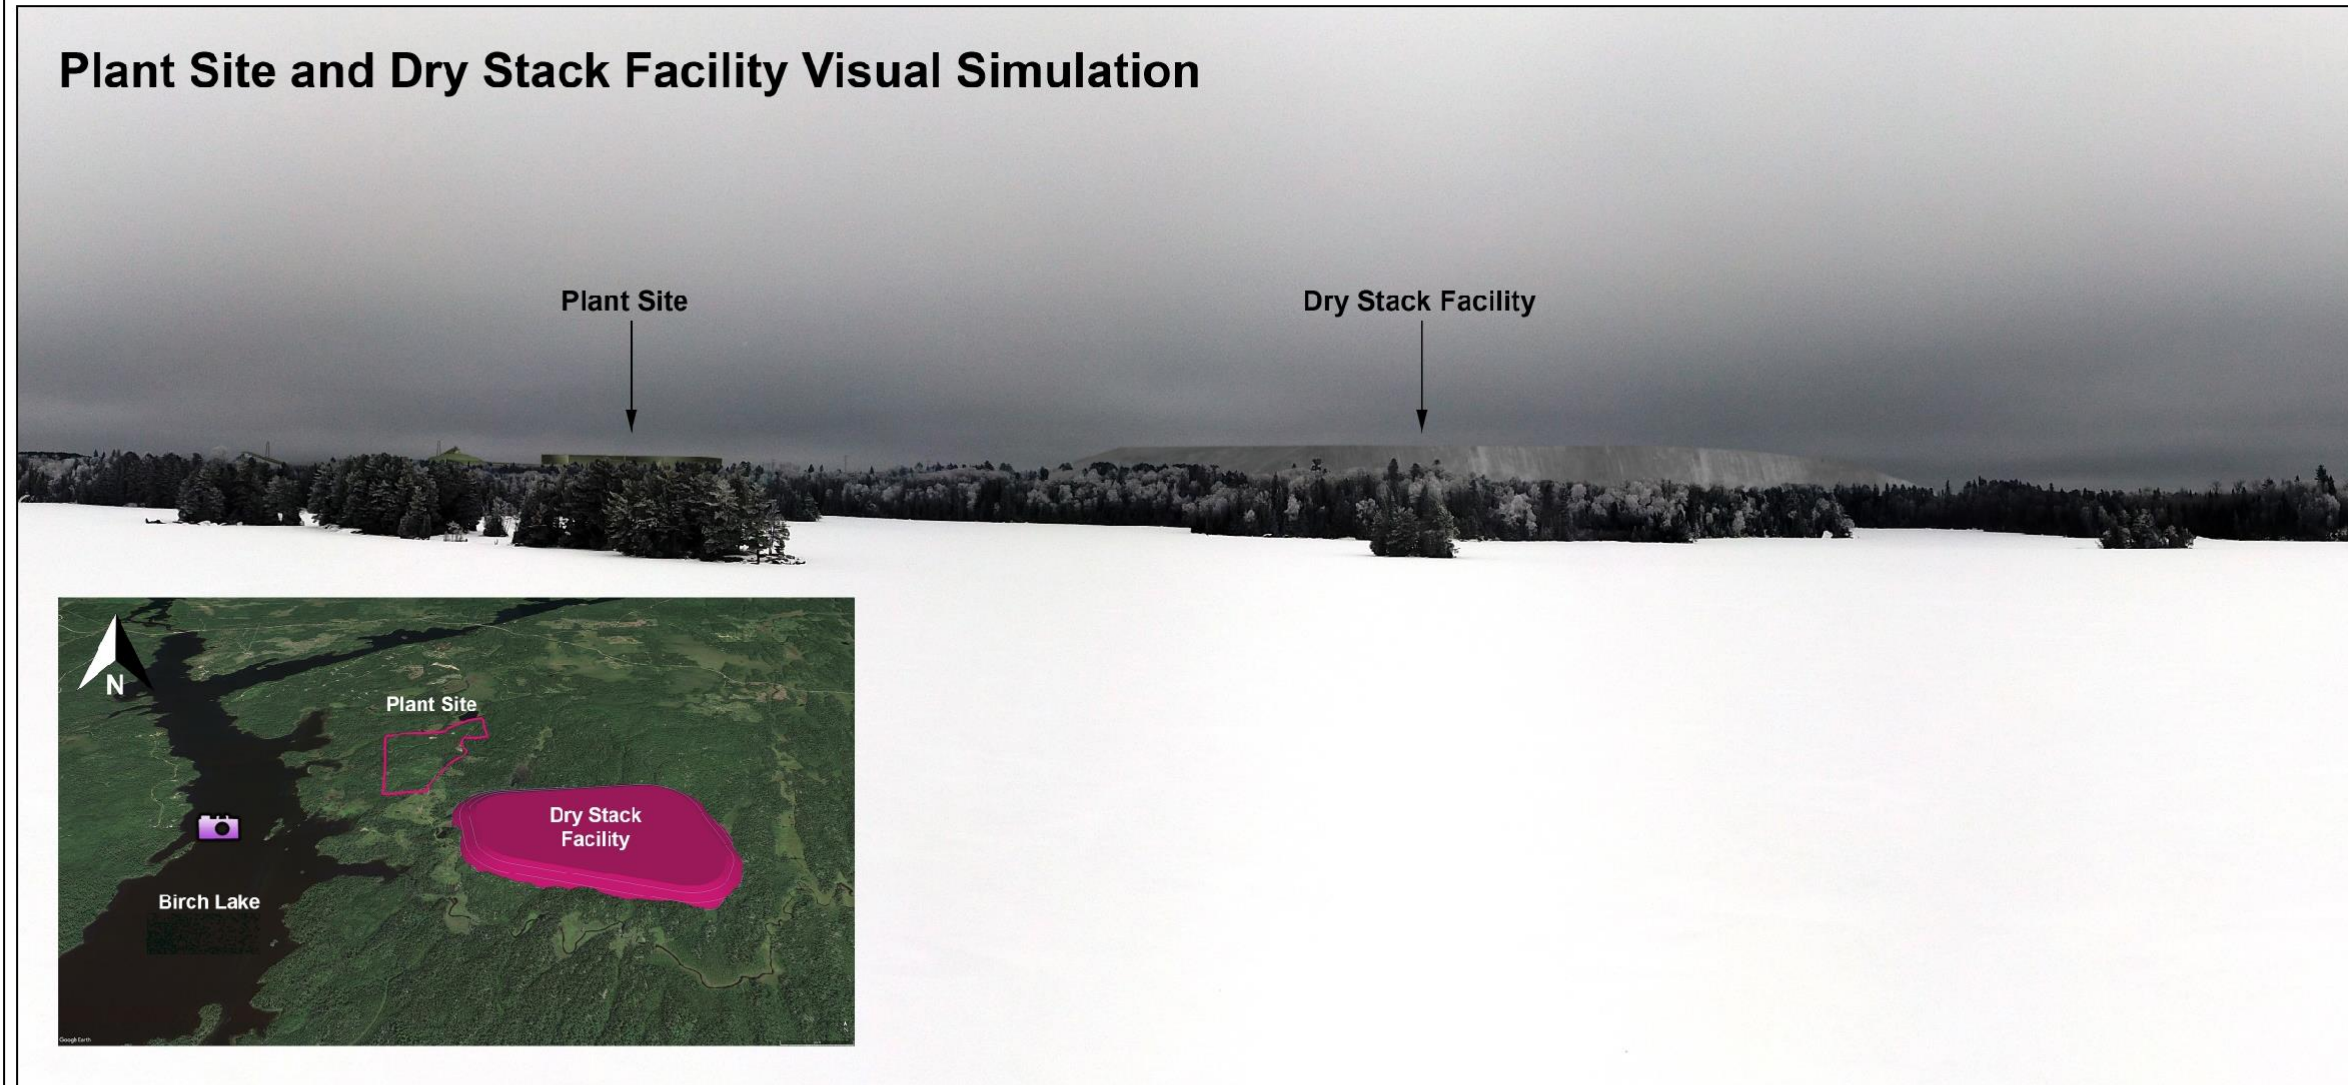 Plant Site and Dry Stack Facility Visual Simulation
Plant Site
Dry Stack Facility
N
Plant Site
Dry Stack
Facility
Birch Lake
Google Earth